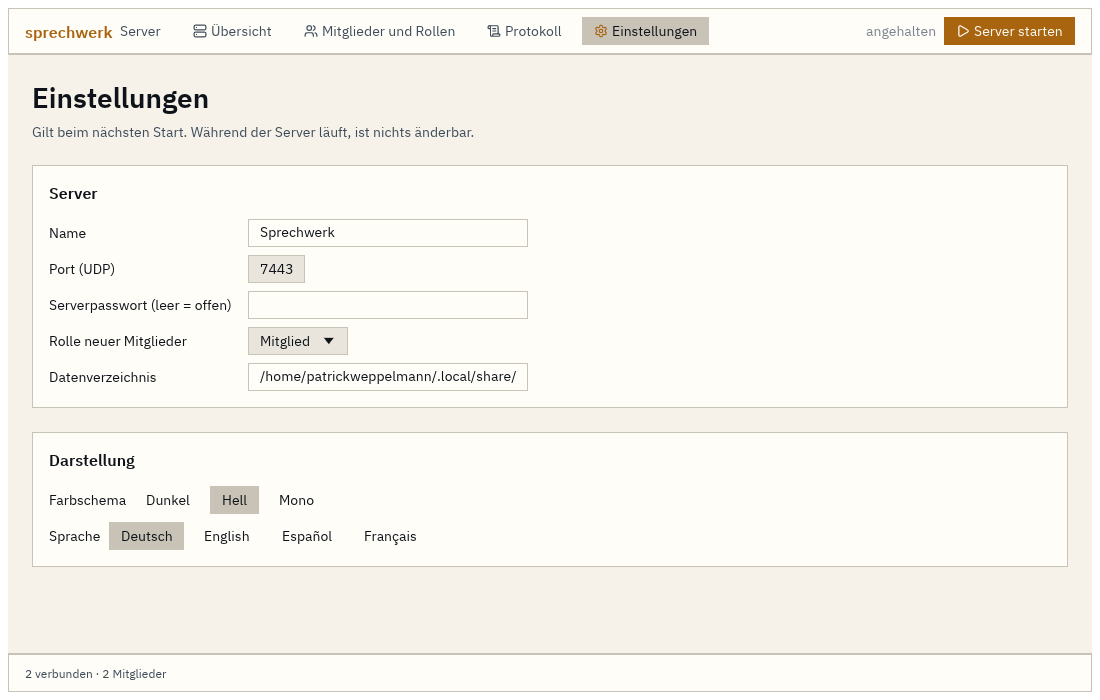 sprechwerk Server Übersicht Mitglieder und Rollen Protokoll Einstellungen angehalten Server starten
Einstellungen
Gilt beim nächsten Start. Während der Server läuft, ist nichts änderbar.
Server
Name Sprechwerk
Port (UDP) 7443
Serverpasswort (leer = offen)
Rolle neuer Mitglieder Mitglied
Datenverzeichnis /home/patrickweppelmann/.local/share/
Darstellung
Farbschema Dunkel Hell Mono
Sprache Deutsch English Español Français
2 verbunden · 2 Mitglieder